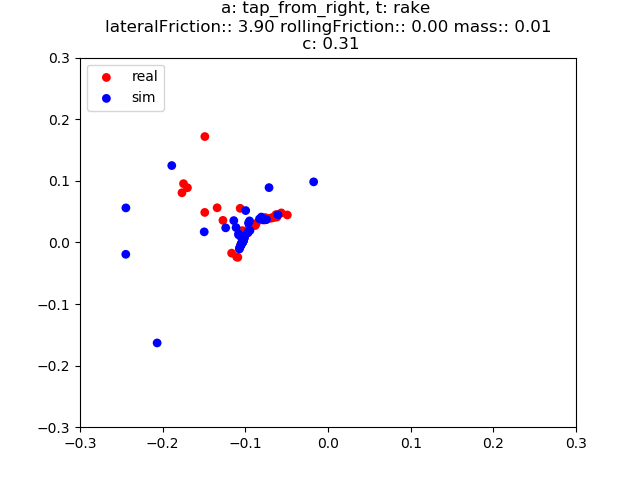 a: tap_from_right, t: rake
lateralFriction:: 3.90 rollingFriction:: 0.00 mass:: 0.01
c: 0.31
real
sim
0.3
0.2
0.1
0.0
−0.1
−0.2
−0.3
−0.3 −0.2 −0.1 0.0 0.1 0.2 0.3